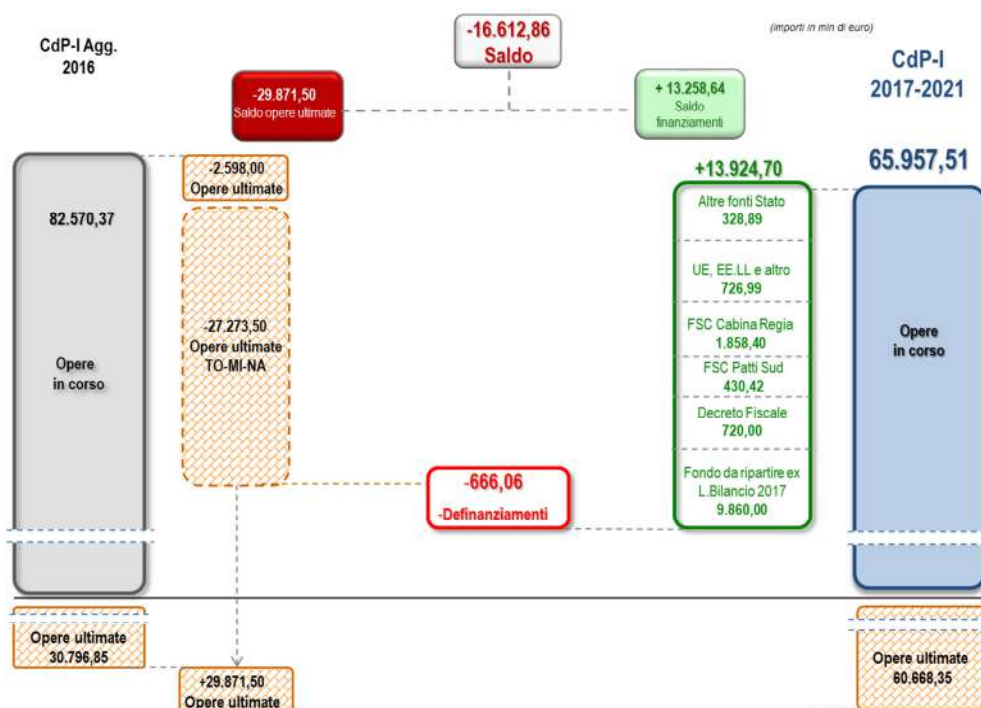 CdP-I Agg.
2016
-16.612,86
Saldo
(importi in mln di euro)
CdP-I
2017-2021
-29.871,50
Saldo opere ultimate
+ 13.258,64
Saldo
finanziamenti
65.957,51
-2.598,00
Opere ultimate
+13.924,70
82.570,37
Altre fonti Stato
328,89
UE, EE.LL e altro
726,99
-27.273,50
Opere ultimate
TO-MI-NA
FSC Cabina Regia
1.858,40
Opere
in corso
Opere
in corso
FSC Patti Sud
430,42
Decreto Fiscale
720,00
-666,06
-Definanziamenti
Fondo da ripartire ex
L.Bilancio 2017
9.860,00
Opere ultimate
30.796,85
+29.871,50
Opere ultimate
Opere ultimate
60.668,35